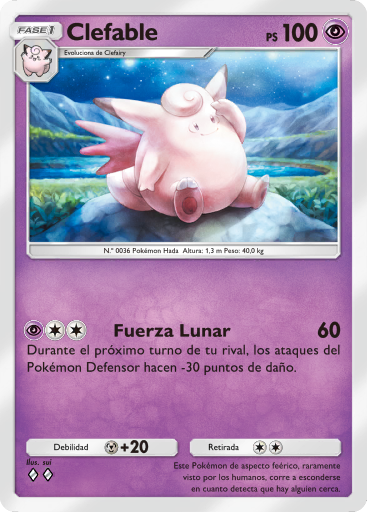 FASE 1 Clefable PS 100
Evoluciona de Clefairy
N.º 0036 Pokémon Hada Altura: 1,3 m Peso: 40,0 kg
Fuerza Lunar 60
Durante el próximo turno de tu rival, los ataques del
Pokémon Defensor hacen -30 puntos de daño.
Debilidad +20 Retirada
Ilus. sui
Este Pokémon de aspecto feérico, raramente
visto por los humanos, corre a esconderse
en cuanto detecta que hay alguien cerca.